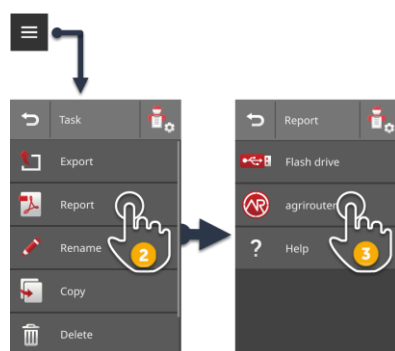 Task
Export
Report
Rename
2
Copy
Delete
Report
Flash drive
agrirouter
3
? Help